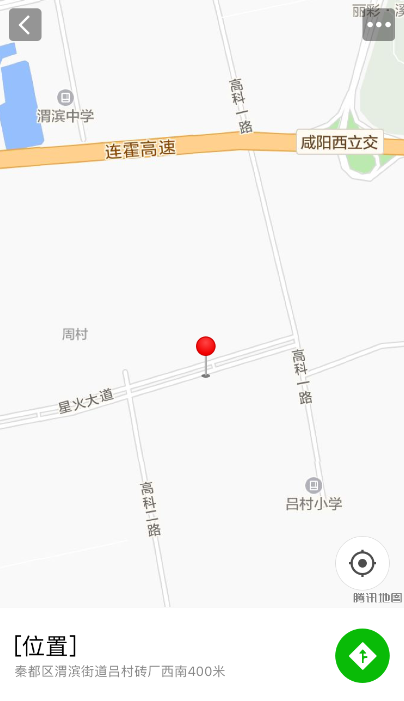 丽彩·溪
高科一路
渭滨中学
连霍高速
咸阳西立交
周村
高科一路
星火大道
高科二路
吕村小学
腾讯地图
[位置]
秦都区渭滨街道吕村砖厂西南400米